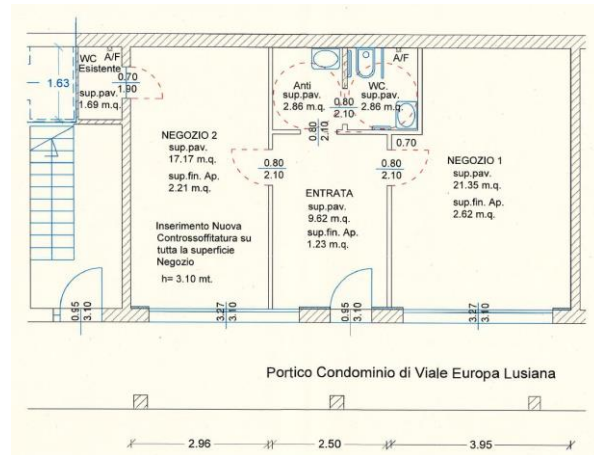 WC A/F
Esistente
sup.pav.
1.69 m.q.
1.63
0.70
1.90
Anti
sup.pav.
2.86 m.q.
0.80
2.10
WC.
sup.pav.
2.86 m.q.
A/F
0.80
2.10
0.70
NEGOZIO 2
sup.pav.
17.17 m.q.
sup.fin. Ap.
2.21 m.q.
0.80
2.10
ENTRATA
sup.pav.
9.62 m.q.
sup.fin. Ap.
1.23 m.q.
0.80
2.10
NEGOZIO 1
sup.pav.
21.35 m.q.
sup.fin. Ap.
2.62 m.q.
Inserimento Nuova
Controssoffitatura su
tutta la superficie
Negozio
h= 3.10 mt.
0.95
3.10
3.27
3.10
0.95
3.10
3.27
3.10
Portico Condominio di Viale Europa Lusiana
2.96
2.50
3.95